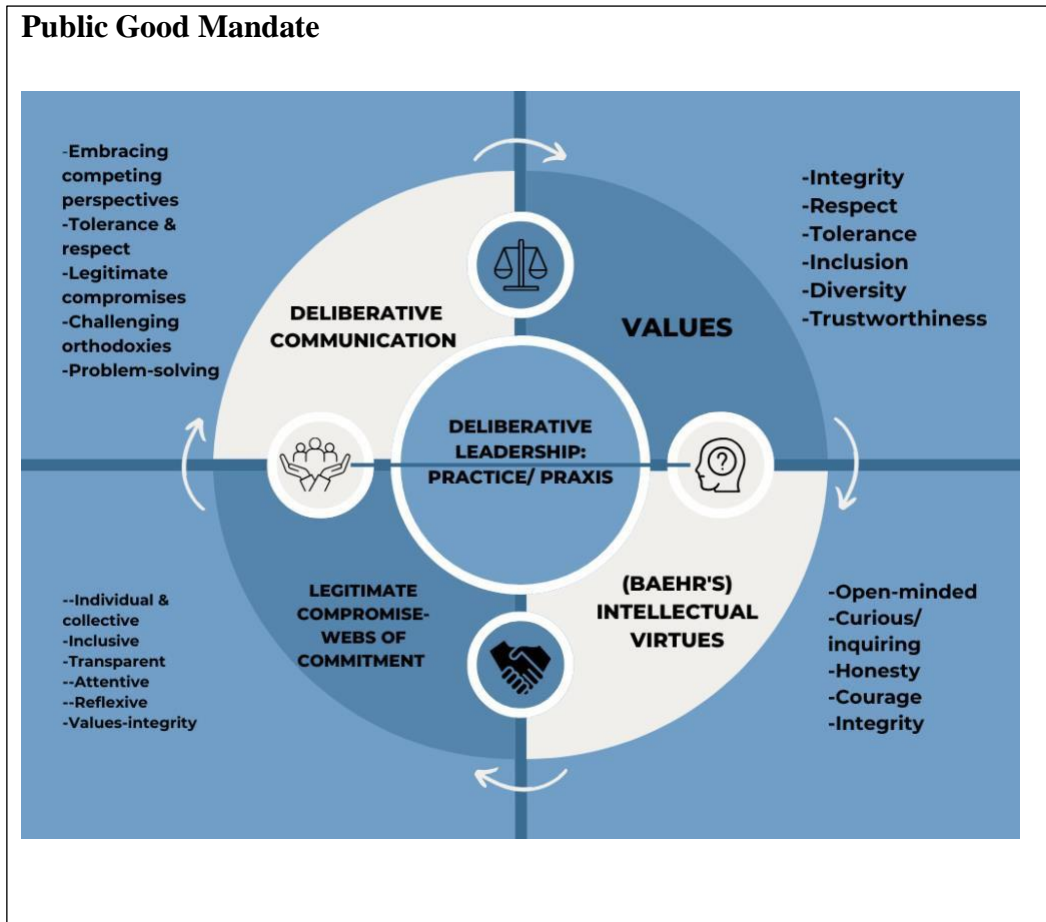 Public Good Mandate
-Embracing
competing
perspectives
-Tolerance &
respect
-Legitimate
compromises
-Challenging
orthodoxies
-Problem-solving
DELIBERATIVE
COMMUNICATION
VALUES
-Integrity
-Respect
-Tolerance
-Inclusion
-Diversity
-Trustworthiness
DELIBERATIVE
LEADERSHIP:
PRACTICE/ PRAXIS
?
--Individual &
collective
-Inclusive
-Transparent
--Attentive
--Reflexive
-Values-integrity
LEGITIMATE
COMPROMISE-
WEBS OF
COMMITMENT
(BAEHR'S)
INTELLECTUAL
VIRTUES
-Open-minded
-Curious/
inquiring
-Honesty
-Courage
-Integrity